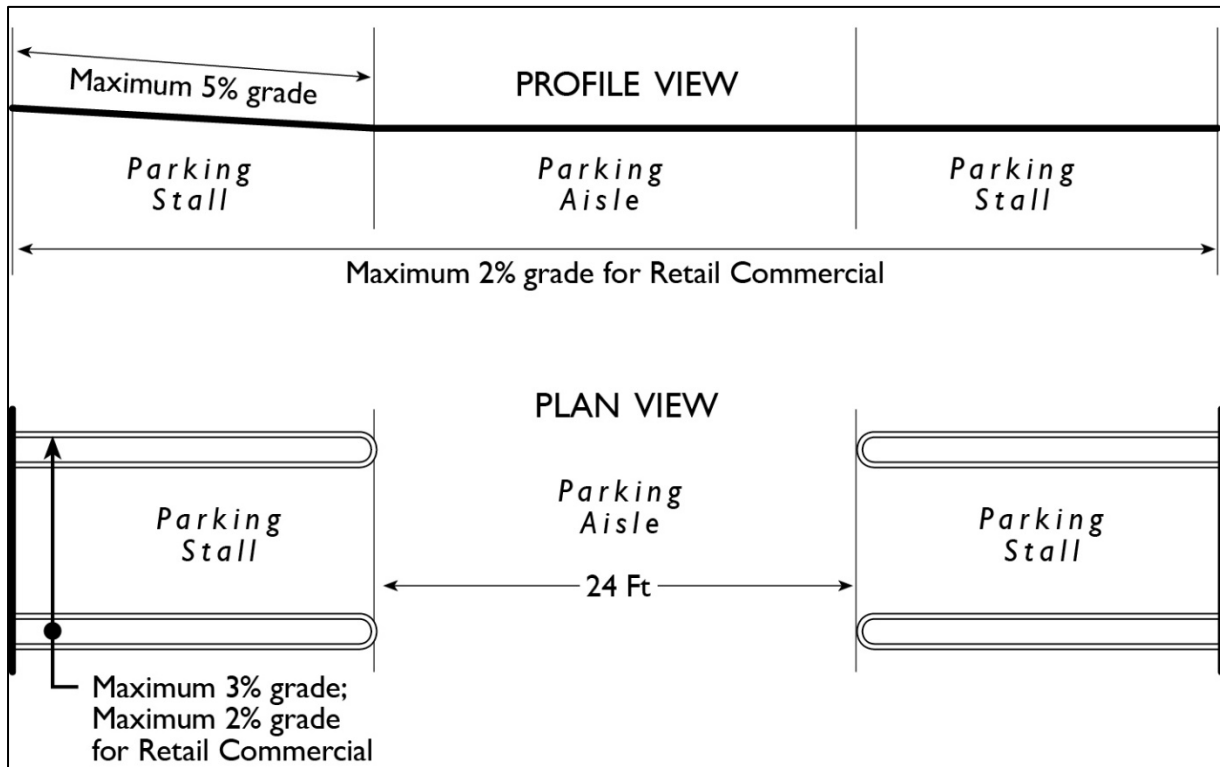 Maximum 5% grade
PROFILE VIEW
Parking
Stall
Parking
Aisle
Parking
Stall
Maximum 2% grade for Retail Commercial
PLAN VIEW
Parking
Stall
Parking
Aisle
Parking
Stall
24 Ft
Maximum 3% grade;
Maximum 2% grade
for Retail Commercial